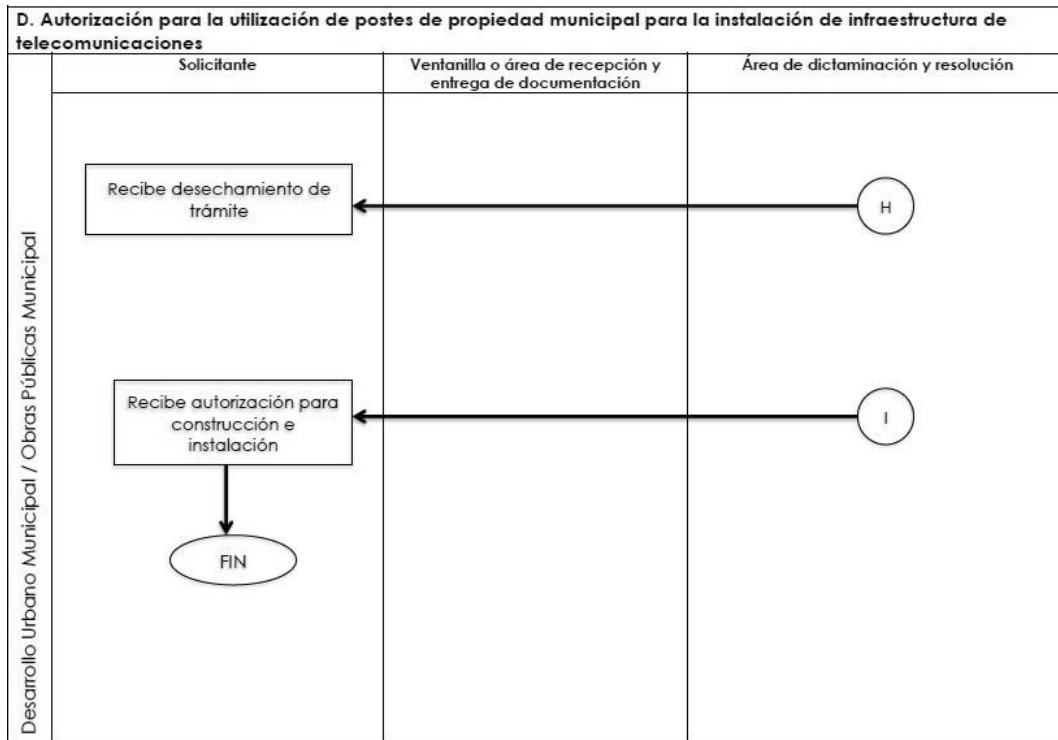 D. Autorización para la utilización de postes de propiedad municipal para la instalación de infraestructura de
telecomunicaciones
Solicitante
Ventanilla o área de recepción y
entrega de documentación
Área de dictaminación y resolución
Desarrollo Urbano Municipal / Obras Públicas Municipal
Recibe desechamiento de
trámite
H
Recibe autorización para
construcción e
instalación
I
FIN